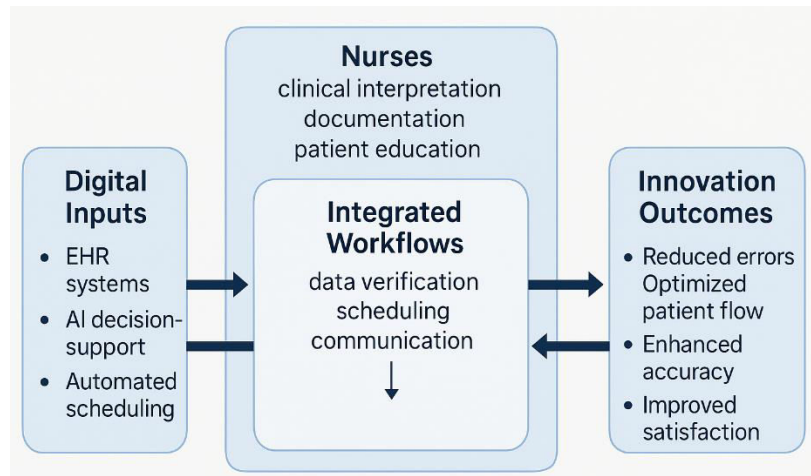 Nurses
clinical interpretation
documentation
patient education
Digital
Inputs
• EHR
systems
• AI decision-
support
• Automated
scheduling
Integrated
Workflows
data verification
scheduling
communication
Innovation
Outcomes
• Reduced errors
Optimized
patient flow
• Enhanced
accuracy
• Improved
satisfaction